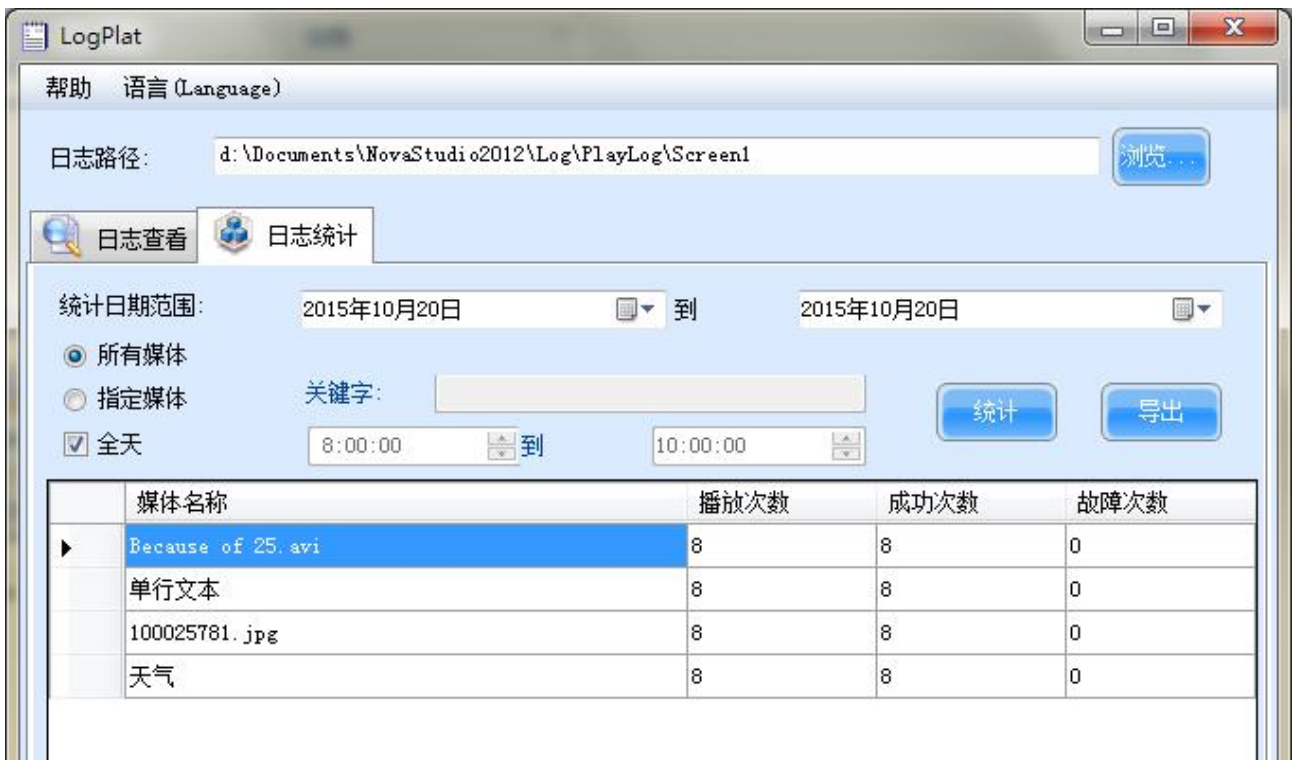 LogPlat
帮助 语言(Language)
日志路径: d:\Documents\NovaStudio2012\Log\PlayLog\Screen1 浏览...
日志查看 日志统计
统计日期范围: 2015年10月20日 到 2015年10月20日
所有媒体
指定媒体 关键字: 统计 导出
全天 8:00:00 到 10:00:00
媒体名称 播放次数 成功次数 故障次数
Because of 25.avi 8 8 0
单行文本 8 8 0
100025781.jpg 8 8 0
天气 8 8 0